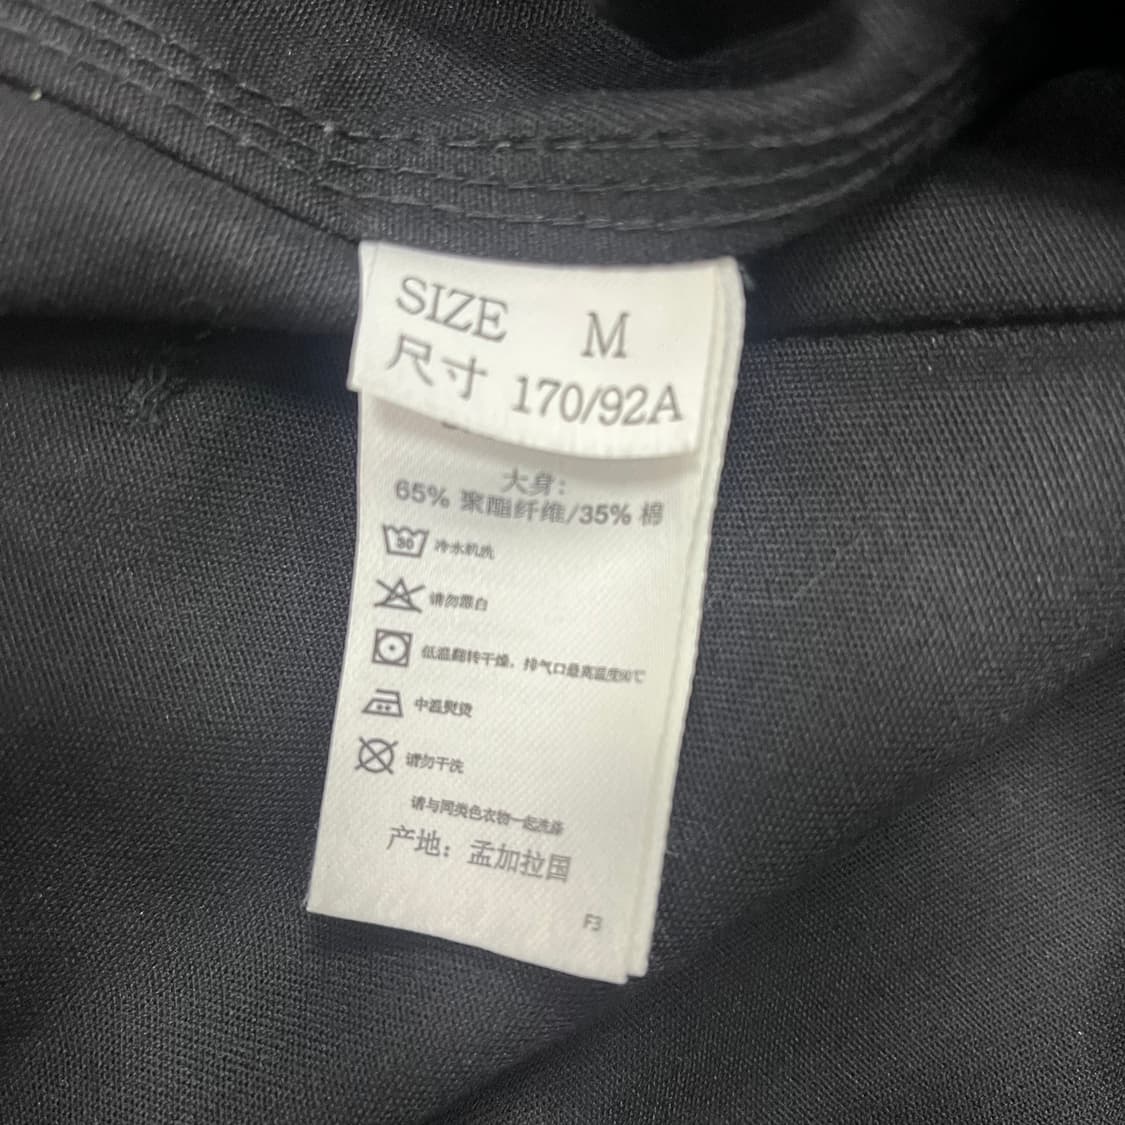 SIZE M
尺寸 170/92A
大身:
65% 聚酯纤维/35% 棉
30 冷水机洗
请勿漂白
低温翻转干燥，排气口最高温度60℃
中温熨烫
请勿干洗
请与同类色衣物一起洗涤
产地：孟加拉国
F3